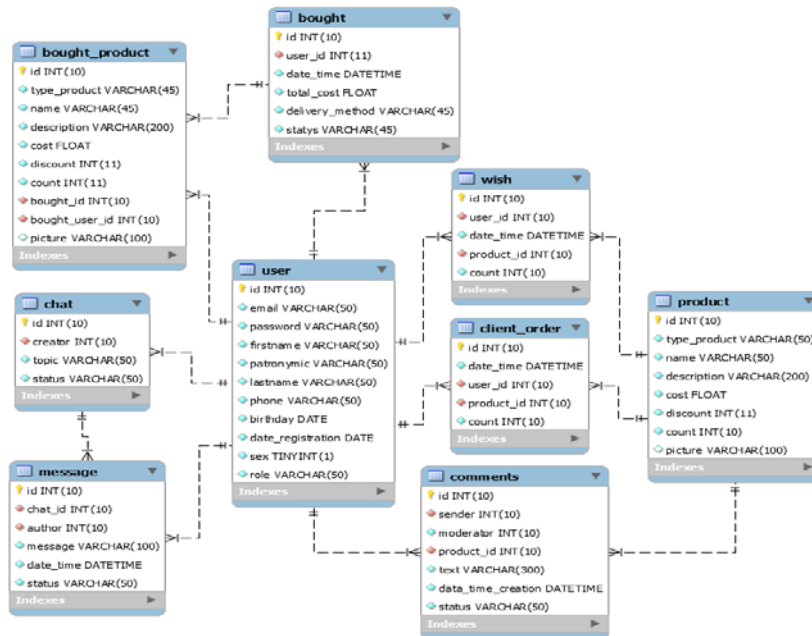 bought
id INT(10)
user_id INT(11)
date_time DATETIME
total_cost FLOAT
delivery_method VARCHAR(45)
statys VARCHAR(45)
Indexes
bought_product
id INT(10)
type_product VARCHAR(45)
name VARCHAR(45)
description VARCHAR(200)
cost FLOAT
discount INT(11)
count INT(11)
bought_id INT(10)
bought_user_id INT(10)
picture VARCHAR(100)
Indexes
wish
id INT(10)
user_id INT(10)
date_time DATETIME
product_id INT(10)
count INT(10)
Indexes
user
id INT(10)
email VARCHAR(50)
password VARCHAR(50)
firstname VARCHAR(50)
patronymic VARCHAR(50)
lastname VARCHAR(50)
phone VARCHAR(50)
birthday DATE
date_registration DATE
sex TINYINT(1)
role VARCHAR(50)
Indexes
chat
id INT(10)
creator INT(10)
topic VARCHAR(50)
status VARCHAR(50)
Indexes
client_order
id INT(10)
date_time DATETIME
user_id INT(10)
product_id INT(10)
count INT(10)
Indexes
product
id INT(10)
type_product VARCHAR(50)
name VARCHAR(50)
description VARCHAR(200)
cost FLOAT
discount INT(11)
count INT(10)
picture VARCHAR(100)
Indexes
message
id INT(10)
chat_id INT(10)
author INT(10)
message VARCHAR(100)
date_time DATETIME
status VARCHAR(50)
Indexes
comments
id INT(10)
sender INT(10)
moderator INT(10)
product_id INT(10)
text VARCHAR(300)
data_time_creation DATETIME
status VARCHAR(50)
Indexes